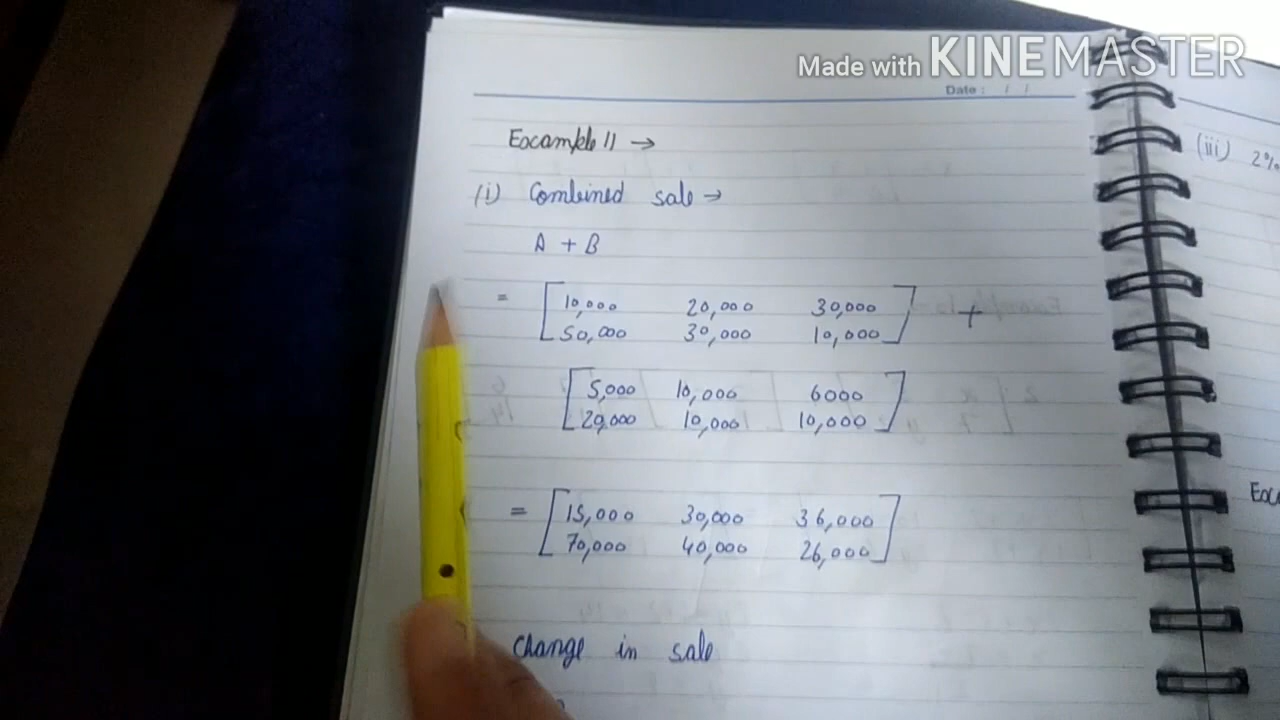 Made with KINEMASTER
Date : / /
Example 11 →
(i) Combined sale →
A + B
= [ 10,000 20,000 30,000 ] +
50,000 30,000 10,000
[ 5,000 10,000 6000 ]
20,000 10,000 10,000
= [ 15,000 30,000 36,000 ]
70,000 40,000 26,000
Change in sale
(iii) 2%